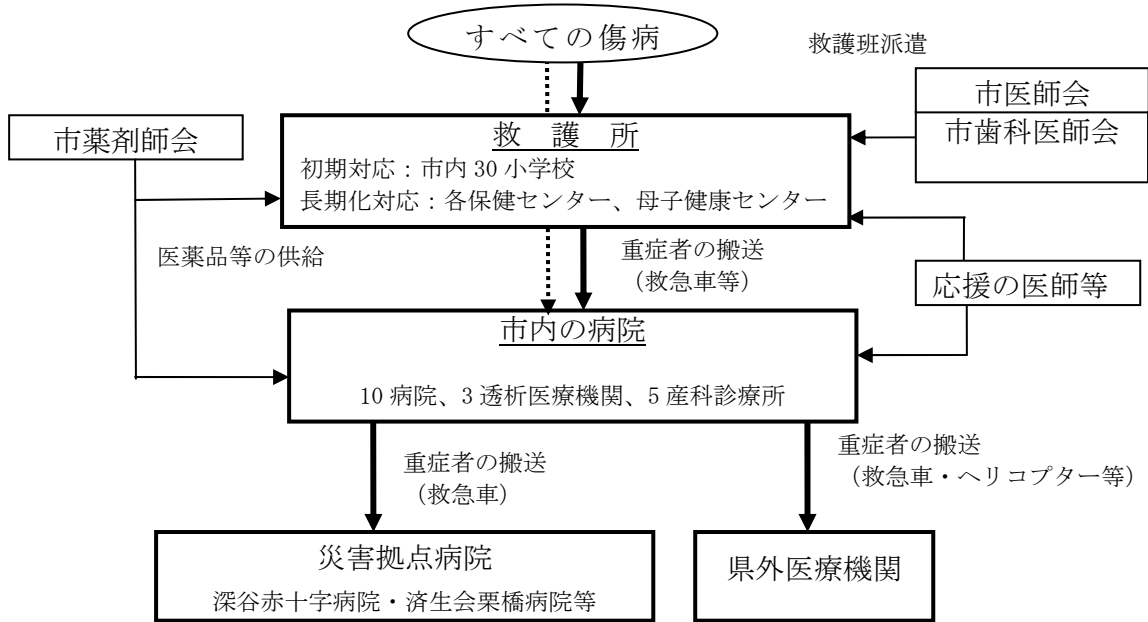 すべての傷病
救護班派遣
市医師会
市歯科医師会
市薬剤師会
救　護　所
初期対応：市内 30 小学校
長期化対応：各保健センター、母子健康センター
医薬品等の供給
重症者の搬送
（救急車等）
応援の医師等
市内の病院
10 病院、3 透析医療機関、5 産科診療所
重症者の搬送
（救急車）
重症者の搬送
（救急車・ヘリコプター等）
災害拠点病院
深谷赤十字病院・済生会栗橋病院等
県外医療機関